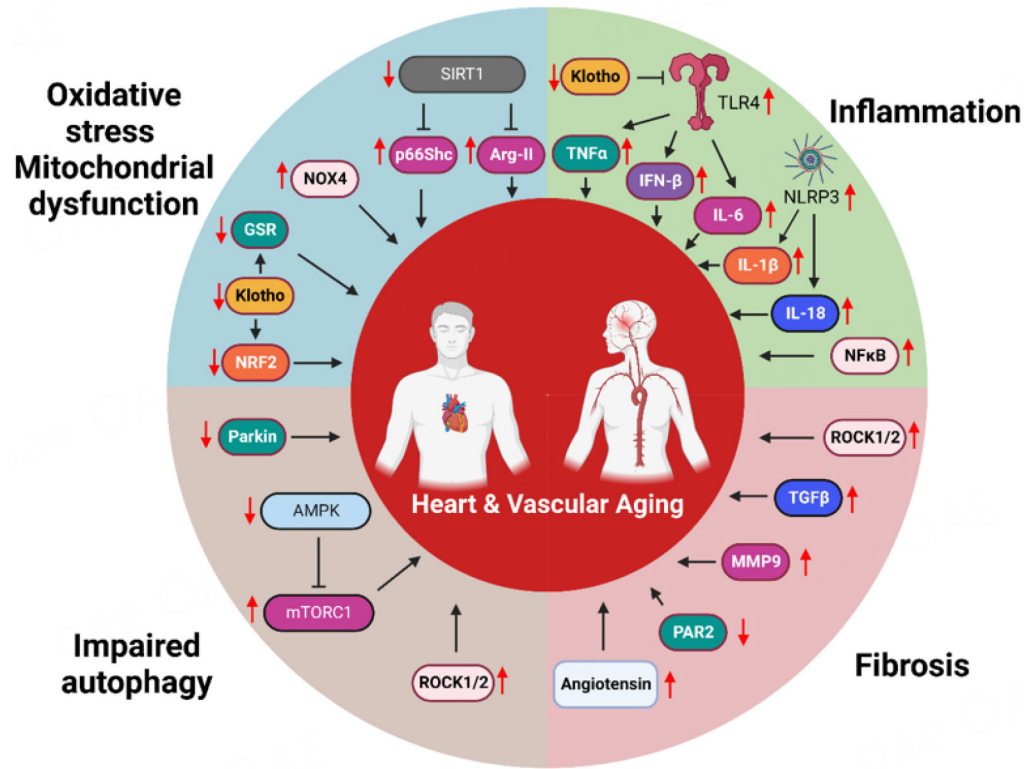 Oxidative
stress
Mitochondrial
dysfunction
SIRT1
p66Shc
Arg-II
NOX4
GSR
Klotho
NRF2
Inflammation
Klotho
TLR4
TNFα
IFN-β
IL-6
NLRP3
IL-1β
IL-18
NFκB
Heart & Vascular Aging
Impaired
autophagy
Parkin
AMPK
mTORC1
ROCK1/2
Fibrosis
ROCK1/2
TGFβ
MMP9
PAR2
Angiotensin